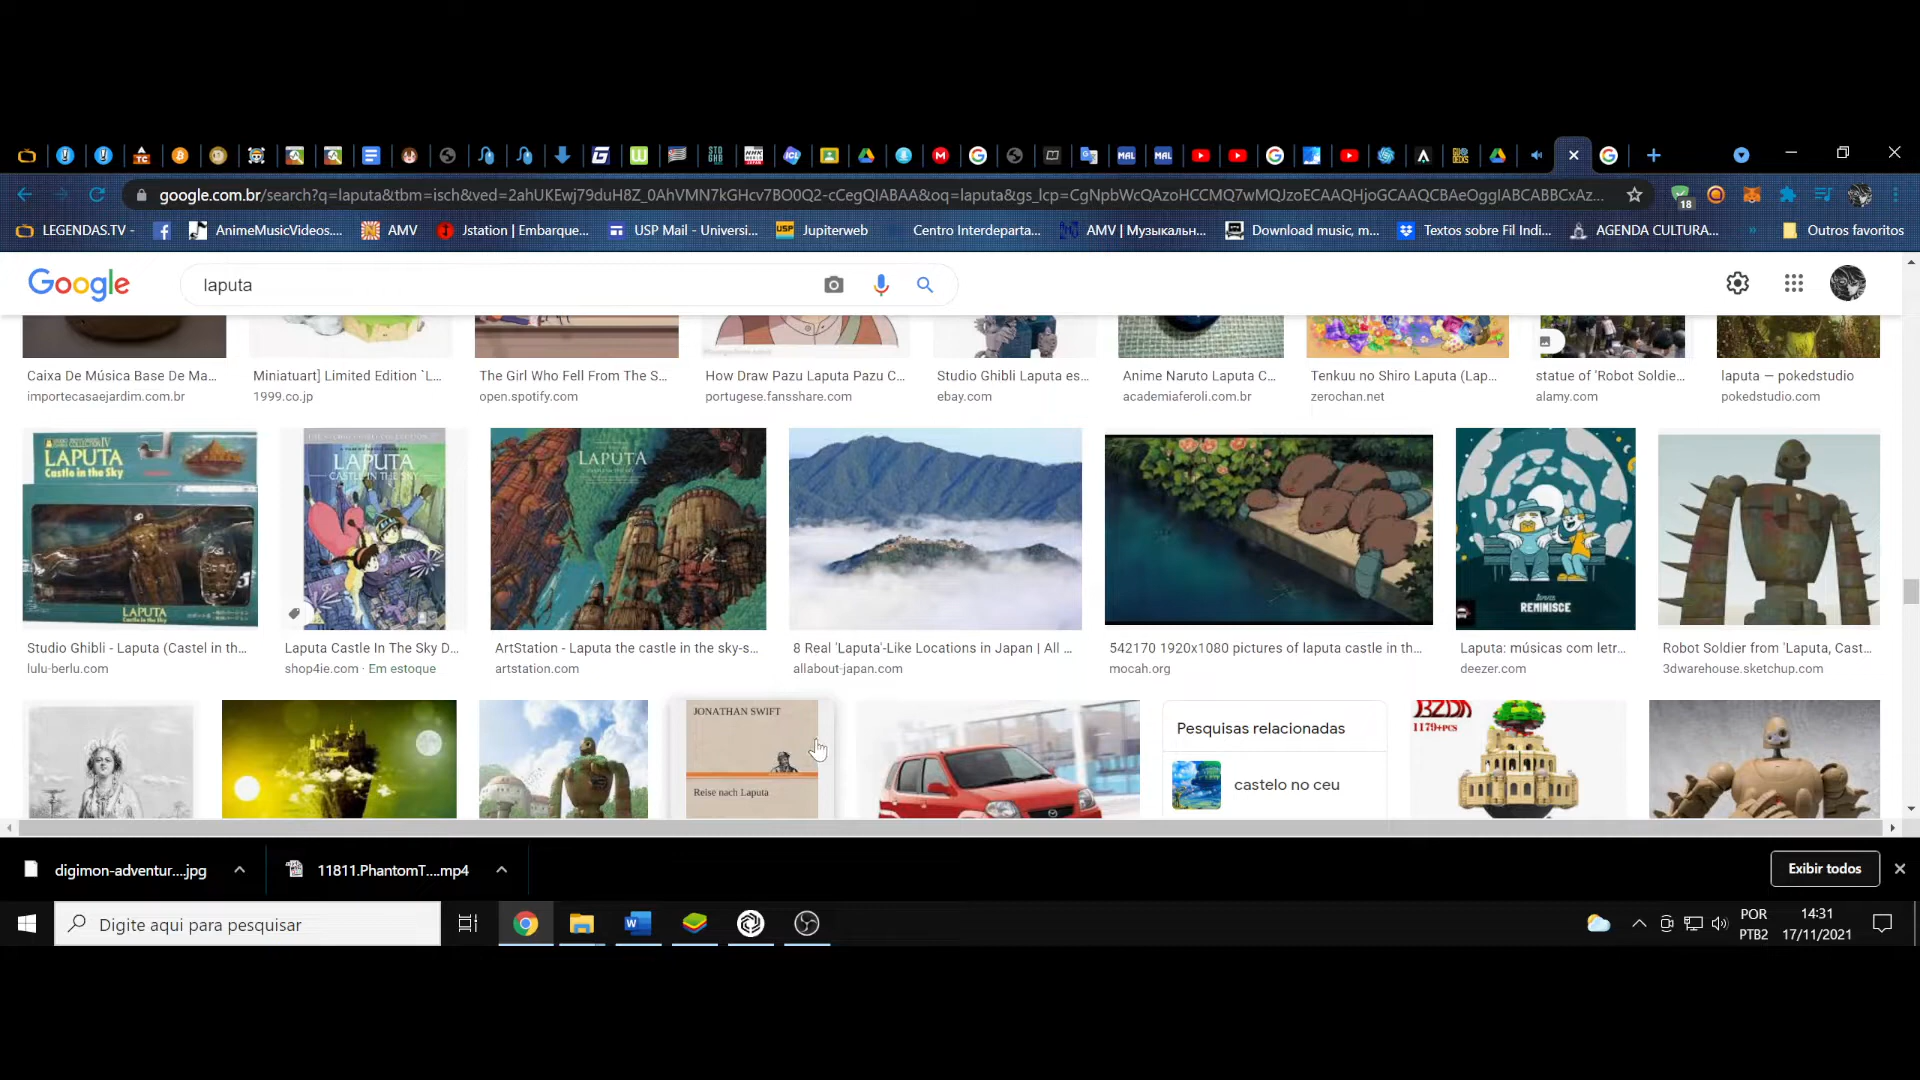 google.com.br/search?q=laputa&tbm=isch&ved=2ahUKEwj79duH8Z_0AhVMN7kGHcv7BO0Q2-cCegQIABAA&oq=laputa&gs_lcp=CgNpbWcQAzoHCCMQ7wMQJzoECAAQHjoGCAAQCBAeOggIABCABBCxAz...
18
LEGENDAS.TV -
AnimeMusicVideos....
AMV
Jstation | Embarque...
USP Mail - Universi...
Jupiterweb
Centro Interdeparta...
AMV | Музыкальн...
Download music, m...
Textos sobre Fil Indi...
AGENDA CULTURA...
Outros favoritos
Google
laputa
Caixa De Música Base De Ma...
importecasaejardim.com.br
Miniatuart] Limited Edition `L...
1999.co.jp
The Girl Who Fell From The S...
open.spotify.com
How Draw Pazu Laputa Pazu C...
portugese.fansshare.com
Studio Ghibli Laputa es...
ebay.com
Anime Naruto Laputa C...
academiaferoli.com.br
Tenkuu no Shiro Laputa (Lap...
zerochan.net
statue of 'Robot Soldie...
alamy.com
laputa — pokedstudio
pokedstudio.com
LAPUTA
Castle in the Sky
LAPUTA
LAPUTA
CASTLE IN THE SKY
LAPUTA
REMINISCE
Studio Ghibli - Laputa (Castel in th...
lulu-berlu.com
Laputa Castle In The Sky D...
shop4ie.com · Em estoque
ArtStation - Laputa the castle in the sky-s...
artstation.com
8 Real 'Laputa'-Like Locations in Japan | All ...
allabout-japan.com
542170 1920x1080 pictures of laputa castle in th...
mocah.org
Laputa: músicas com letr...
deezer.com
Robot Soldier from 'Laputa, Cast...
3dwarehouse.sketchup.com
JONATHAN SWIFT
Reise nach Laputa
Pesquisas relacionadas
castelo no ceu
BZDA
1179+PCS
digimon-adventur....jpg
11811.PhantomT....mp4
Exibir todos
Digite aqui para pesquisar
POR
PTB2
14:31
17/11/2021